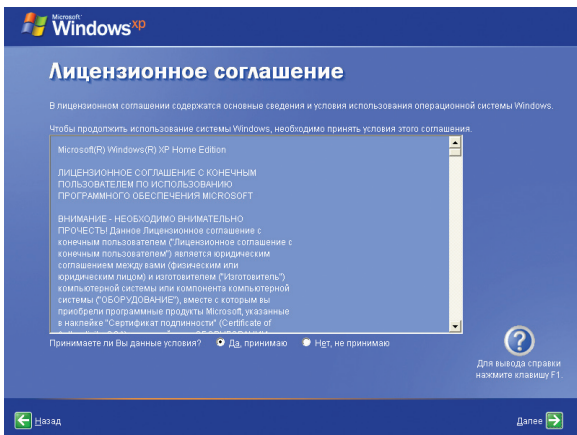 Microsoft
Windows xp
Лицензионное соглашение
В лицензионном соглашении содержатся основные сведения и условия использования операционной системы Windows.
Чтобы продолжить использование системы Windows, необходимо принять условия этого соглашения.
Microsoft(R) Windows(R) XP Home Edition
ЛИЦЕНЗИОННОЕ СОГЛАШЕНИЕ С КОНЕЧНЫМ
ПОЛЬЗОВАТЕЛЕМ ПО ИСПОЛЬЗОВАНИЮ
ПРОГРАММНОГО ОБЕСПЕЧЕНИЯ MICROSOFT
ВНИМАНИЕ - НЕОБХОДИМО ВНИМАТЕЛЬНО
ПРОЧЕСТЬ! Данное Лицензионное соглашение с
конечным пользователем ("Лицензионное соглашение с
конечным пользователем") является юридическим
соглашением между вами (физическим или
юридическим лицом) и изготовителем ("Изготовитель")
компьютерной системы или компонента компьютерной
системы ("ОБОРУДОВАНИЕ"), вместе с которым вы
приобрели программные продукты Microsoft, указанные
в наклейке "Сертификат подлинности" (Certificate of
Принимаете ли Вы данные условия? Да, принимаю Нет, не принимаю
Для вывода справки
нажмите клавишу F1.
Назад
Далее